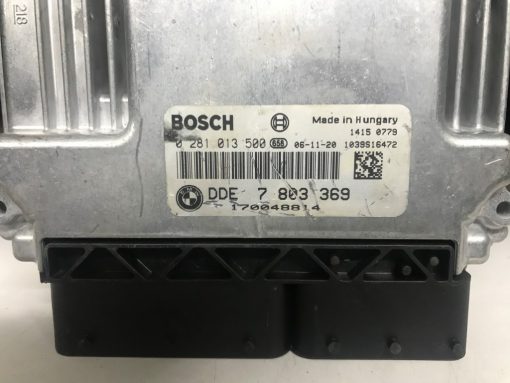 218
BOSCH
Made in Hungary
1415 0779
0 281 013 500 658 06-11-20 1039S16472
DDE 7 803 369
170048814